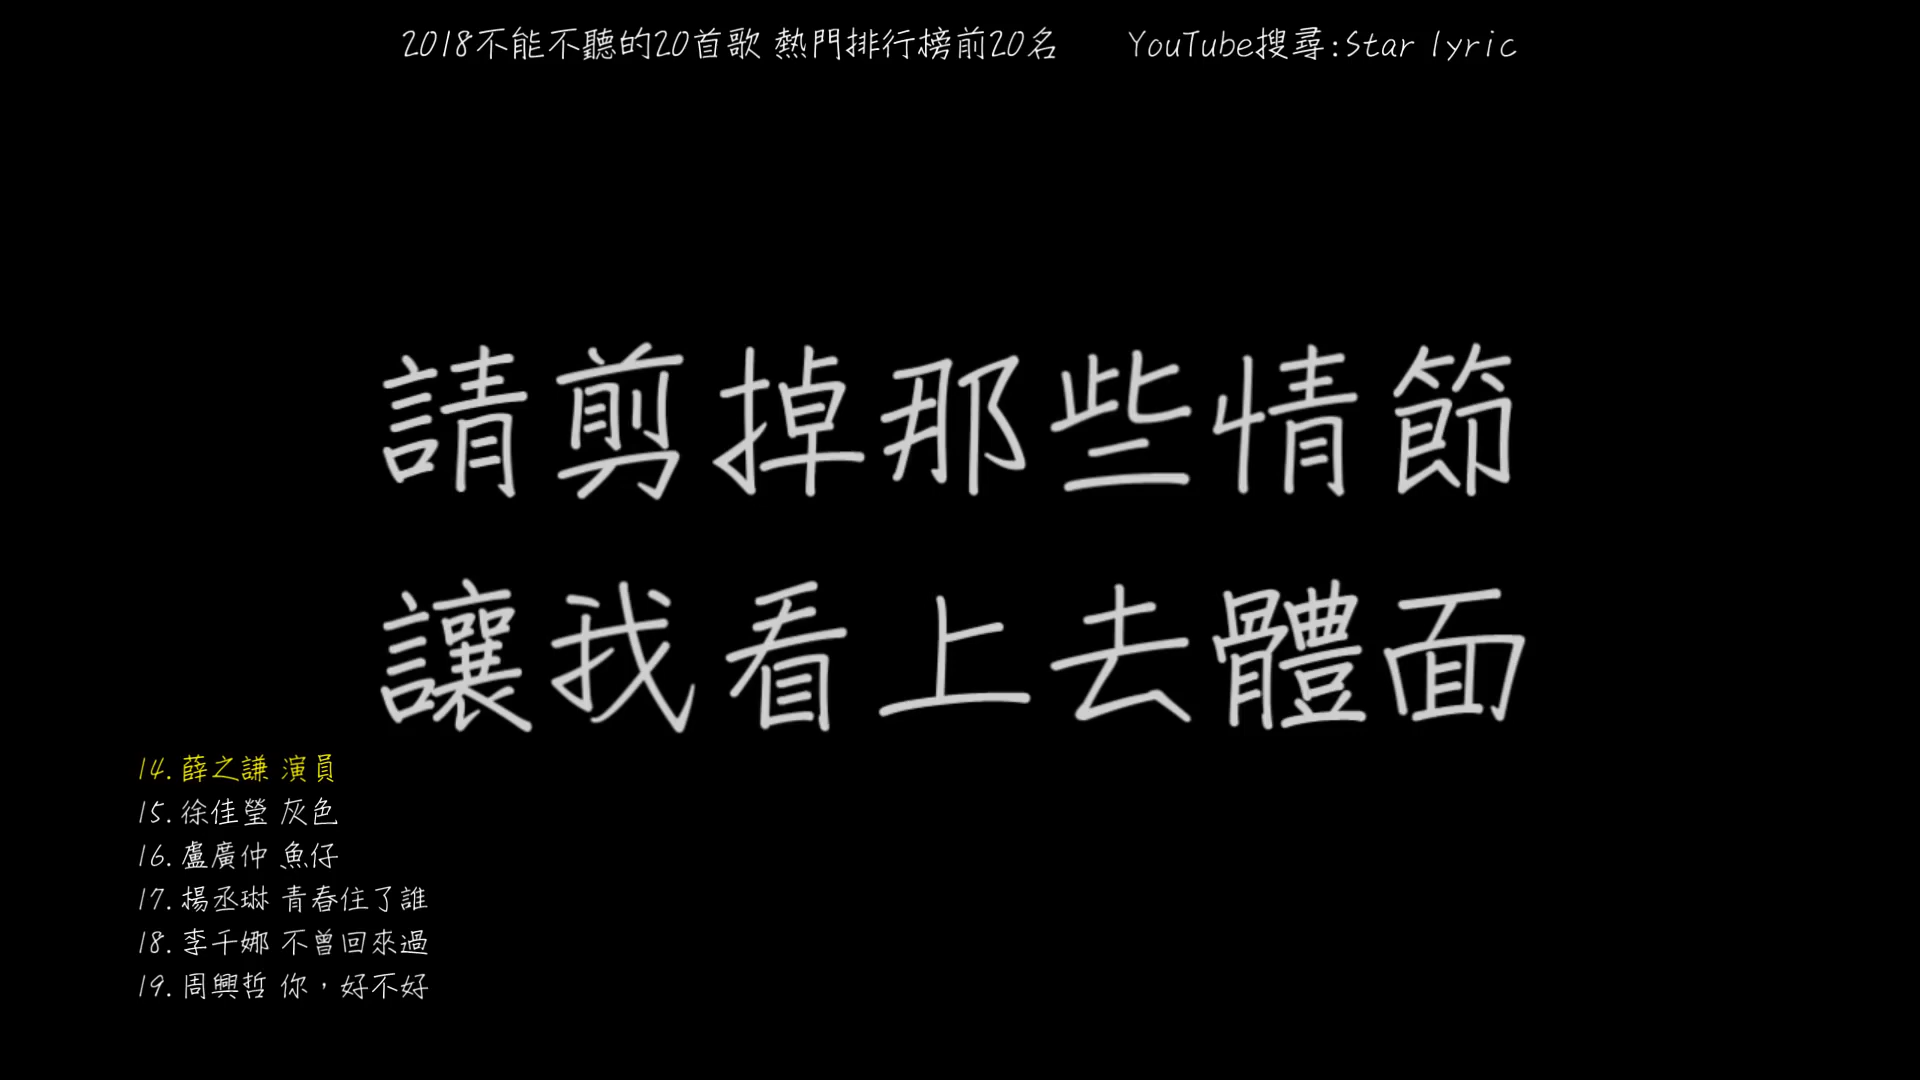 2018不能不聽的20首歌 熱門排行榜前20名 YouTube搜尋:Star lyric
請剪掉那些情節
讓我看上去體面
14. 薛之謙 演員
15. 徐佳瑩 灰色
16. 盧廣仲 魚仔
17. 楊丞琳 青春住了誰
18. 李千娜 不曾回來過
19. 周興哲 你，好不好